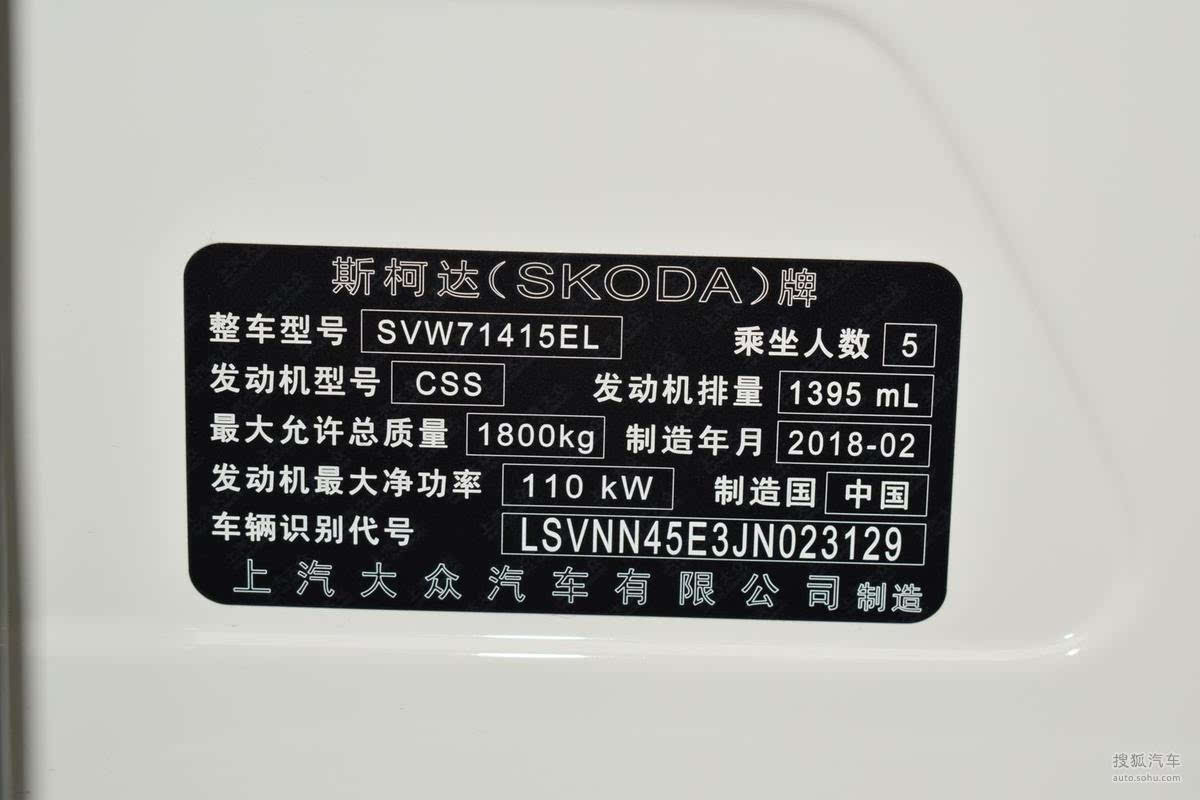 斯柯达(SKODA)牌
整车型号 SVW71415EL 乘坐人数 5
发动机型号 CSS 发动机排量 1395 mL
最大允许总质量 1800kg 制造年月 2018-02
发动机最大净功率 110 kW 制造国 中国
车辆识别代号 LSVNN45E3JN023129
上汽大众汽车有限公司制造
搜狐汽车
auto.sohu.com